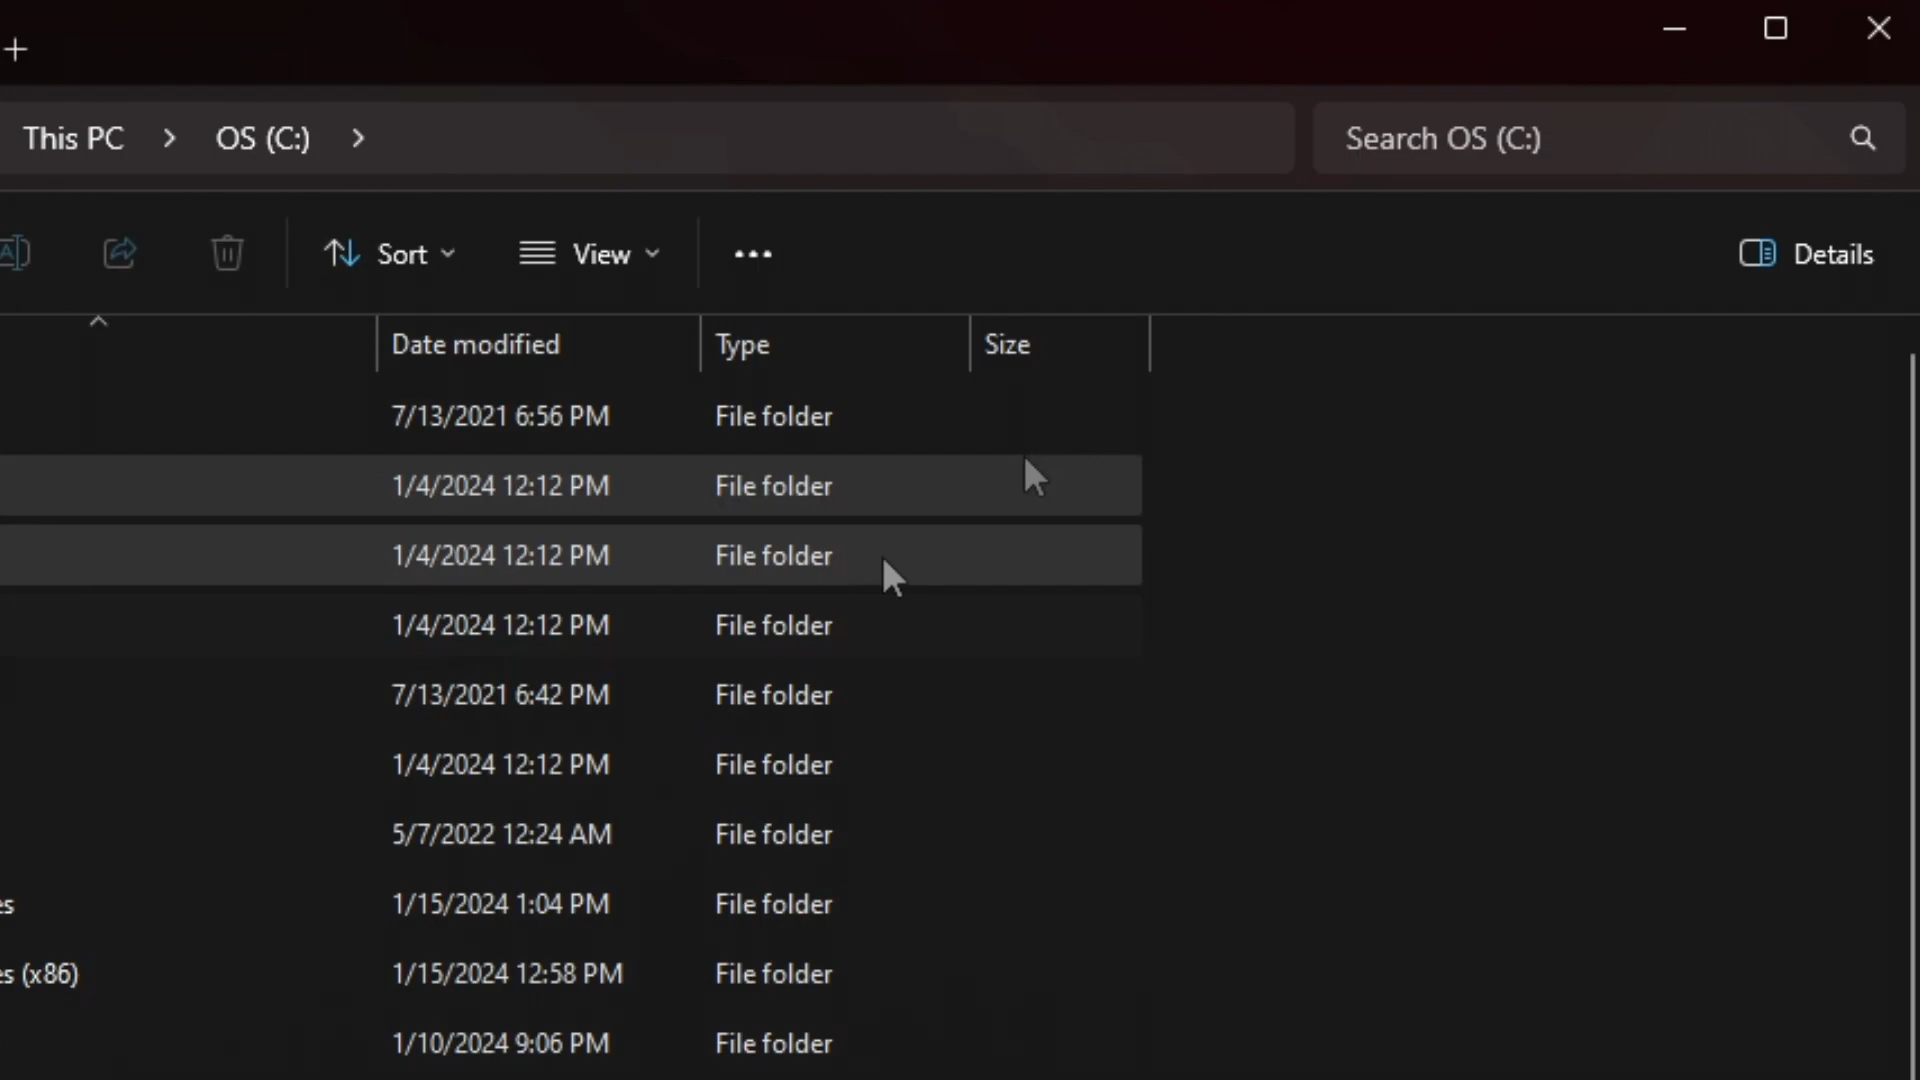 This PC > OS (C:) >
Search OS (C:)
Sort
View
Details
Date modified Type Size
7/13/2021 6:56 PM File folder
1/4/2024 12:12 PM File folder
1/4/2024 12:12 PM File folder
1/4/2024 12:12 PM File folder
7/13/2021 6:42 PM File folder
1/4/2024 12:12 PM File folder
5/7/2022 12:24 AM File folder
es 1/15/2024 1:04 PM File folder
es (x86) 1/15/2024 12:58 PM File folder
1/10/2024 9:06 PM File folder